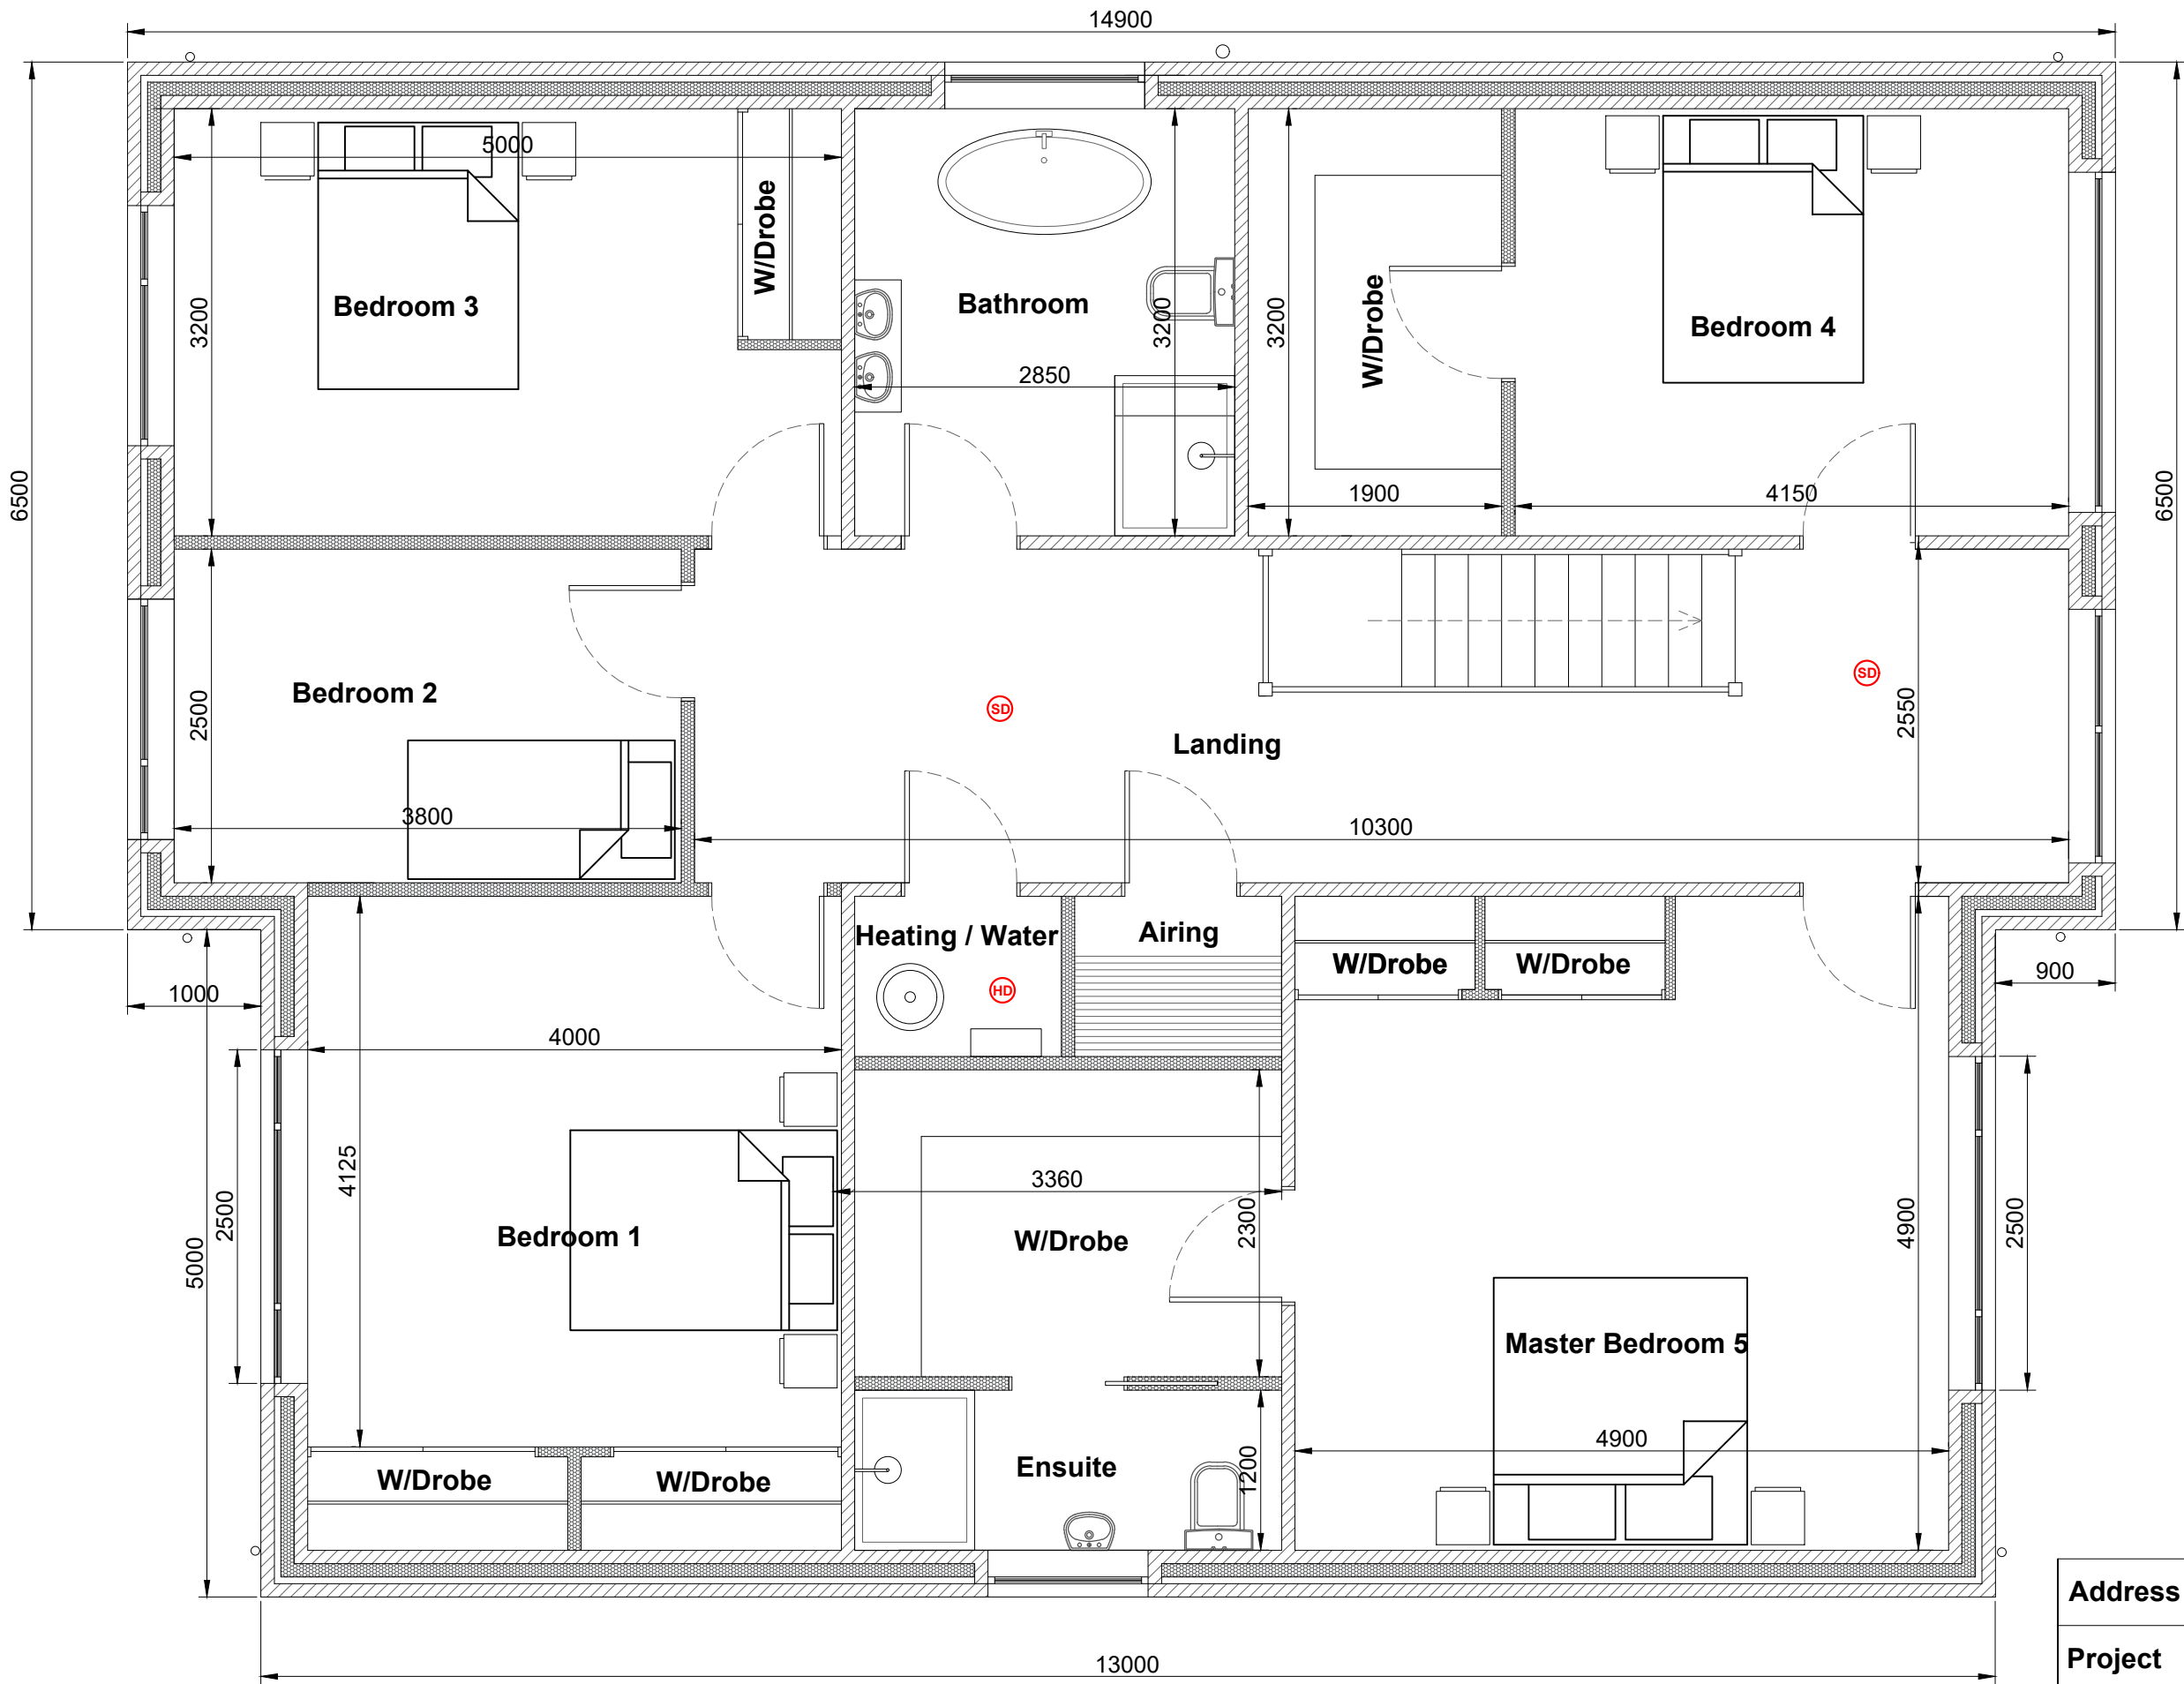 14900
5000
W/Drobe
Bedroom 3
3200
Bathroom
3200
2850
3200
W/Drobe
Bedroom 4
1900
4150
6500
6500
Bedroom 2
2500
SD
SD
Landing
2550
3800
10300
Heating / Water
Airing
HD
W/Drobe
W/Drobe
1000
900
4000
4125
3360
2500
5000
Bedroom 1
W/Drobe
2300
4900
2500
Master Bedroom 5
4900
W/Drobe
W/Drobe
Ensuite
1200
Address
Project
13000